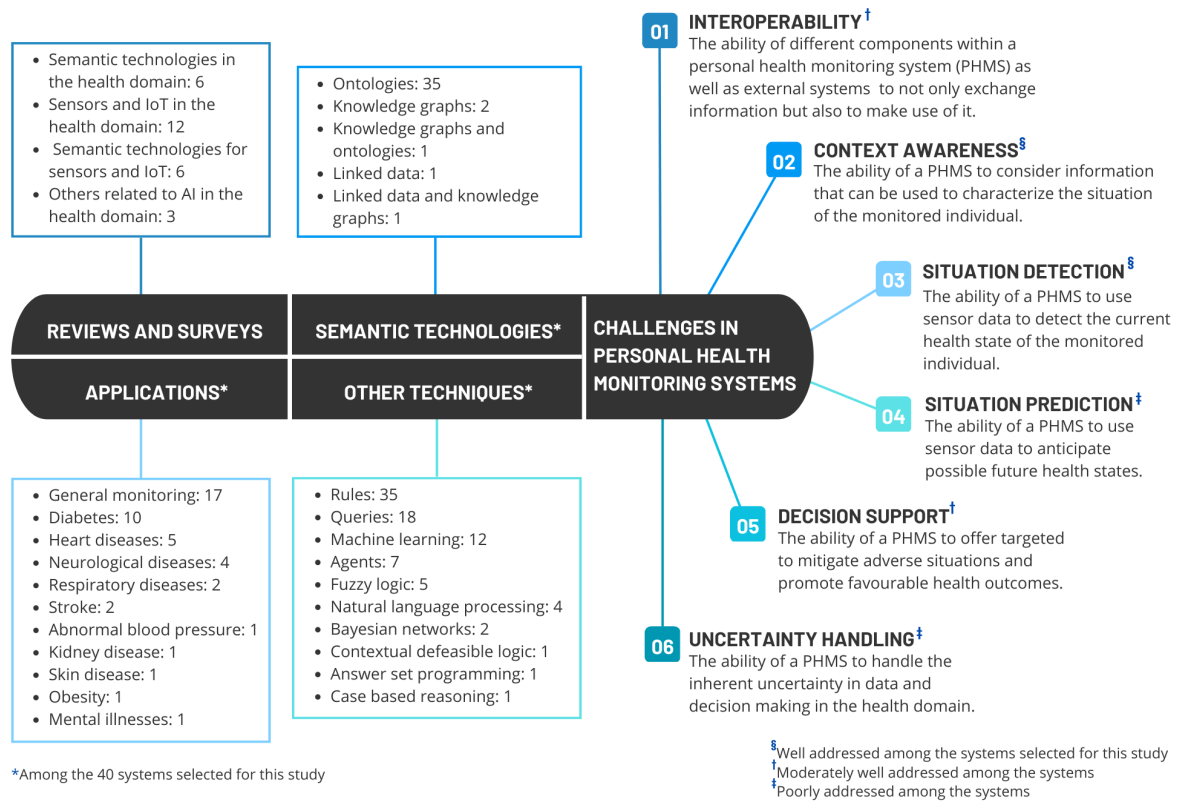 • Semantic technologies in
the health domain: 6
• Sensors and IoT in the
health domain: 12
• Semantic technologies for
sensors and IoT: 6
• Others related to AI in the
health domain: 3
• Ontologies: 35
• Knowledge graphs: 2
• Knowledge graphs and
ontologies: 1
• Linked data: 1
• Linked data and knowledge
graphs: 1
REVIEWS AND SURVEYS
SEMANTIC TECHNOLOGIES*
APPLICATIONS*
OTHER TECHNIQUES*
CHALLENGES IN
PERSONAL HEALTH
MONITORING SYSTEMS
• General monitoring: 17
• Diabetes: 10
• Heart diseases: 5
• Neurological diseases: 4
• Respiratory diseases: 2
• Stroke: 2
• Abnormal blood pressure: 1
• Kidney disease: 1
• Skin disease: 1
• Obesity: 1
• Mental illnesses: 1
• Rules: 35
• Queries: 18
• Machine learning: 12
• Agents: 7
• Fuzzy logic: 5
• Natural language processing: 4
• Bayesian networks: 2
• Contextual defeasible logic: 1
• Answer set programming: 1
• Case based reasoning: 1
01 INTEROPERABILITY†
The ability of different components within a
personal health monitoring system (PHMS) as
well as external systems to not only exchange
information but also to make use of it.
02 CONTEXT AWARENESS§
The ability of a PHMS to consider information
that can be used to characterize the situation
of the monitored individual.
03 SITUATION DETECTION§
The ability of a PHMS to use
sensor data to detect the current
health state of the monitored
individual.
04 SITUATION PREDICTION‡
The ability of a PHMS to use
sensor data to anticipate
possible future health states.
05 DECISION SUPPORT†
The ability of a PHMS to offer targeted
to mitigate adverse situations and
promote favourable health outcomes.
06 UNCERTAINTY HANDLING‡
The ability of a PHMS to handle the
inherent uncertainty in data and
decision making in the health domain.
*Among the 40 systems selected for this study
§Well addressed among the systems selected for this study
†Moderately well addressed among the systems
‡Poorly addressed among the systems